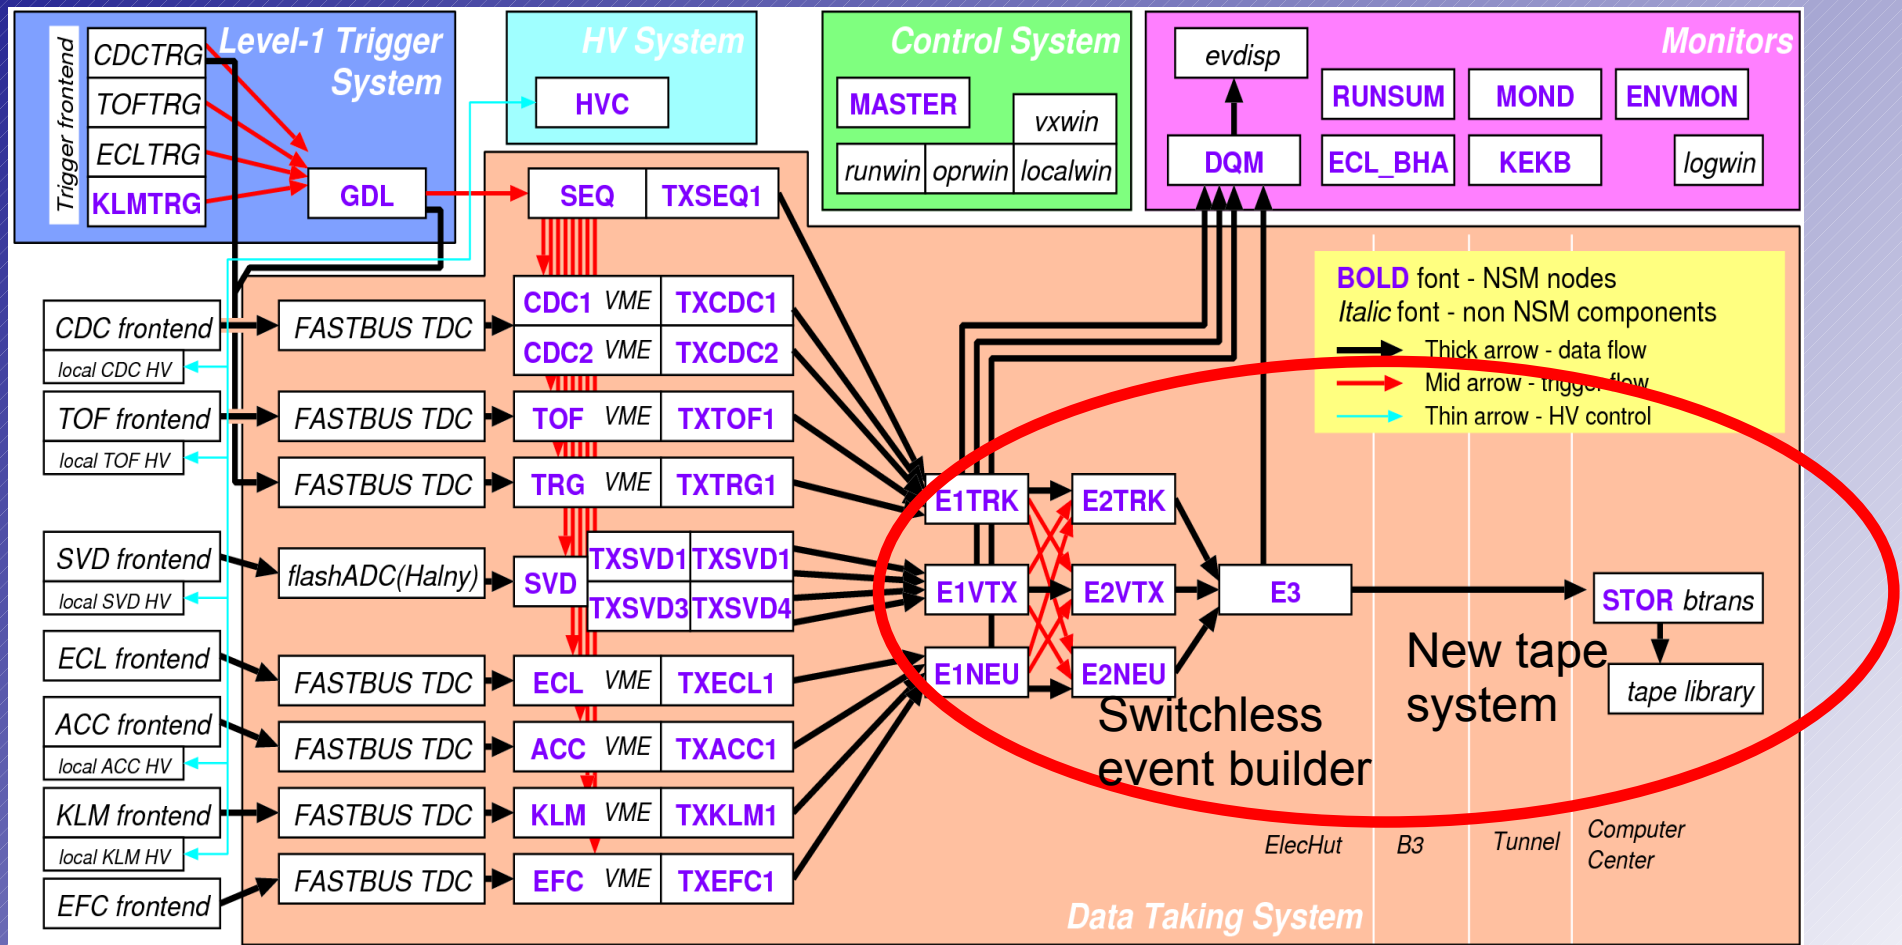 Level-1 Trigger
System
Trigger frontend
CDCTRG
TOFTRG
ECLTRG
KLMTRG
GDL
HV System
HVC
Control System
MASTER
vxwin
runwin oprwin localwin
Monitors
evdisp
RUNSUM MOND ENVMON
DQM ECL_BHA KEKB logwin
SEQ TXSEQ1
BOLD font - NSM nodes
Italic font - non NSM components
Thick arrow - data flow
Mid arrow - trigger flow
Thin arrow - HV control
CDC frontend
local CDC HV
FASTBUS TDC
CDC1 VME TXCDC1
CDC2 VME TXCDC2
TOF frontend
local TOF HV
FASTBUS TDC
TOF VME TXTOF1
FASTBUS TDC
TRG VME TXTRG1
SVD frontend
local SVD HV
flashADC(Halny)
SVD
TXSVD1 TXSVD1
TXSVD3 TXSVD4
ECL frontend
FASTBUS TDC
ECL VME TXECL1
ACC frontend
local ACC HV
FASTBUS TDC
ACC VME TXACC1
KLM frontend
local KLM HV
FASTBUS TDC
KLM VME TXKLM1
EFC frontend
FASTBUS TDC
EFC VME TXEFC1
E1TRK E2TRK
E1VTX E2VTX
E1NEU E2NEU
E3
STOR btrans
tape library
Switchless
event builder
New tape
system
ElecHut
B3
Tunnel
Computer
Center
Data Taking System